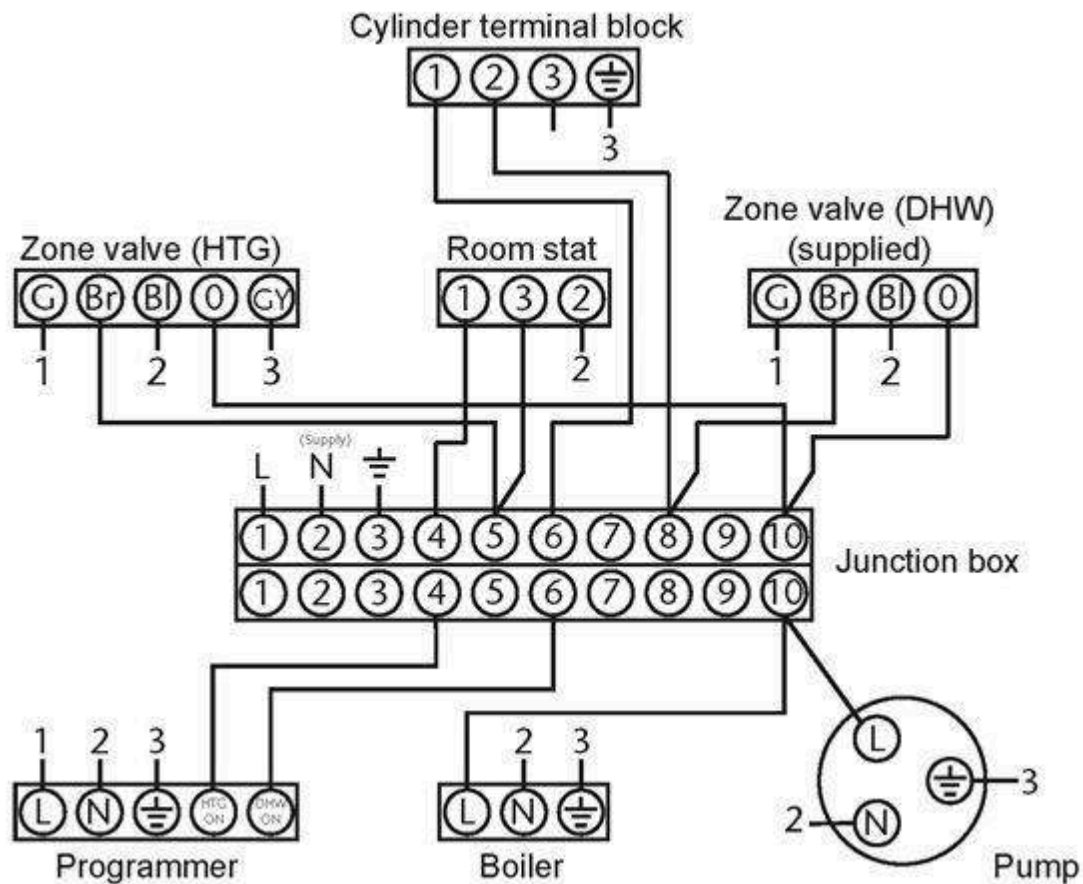 Cylinder terminal block
1 2 3
3
Zone valve (HTG)
G Br Bl 0 GY
1 2 3
Room stat
1 3 2
2
Zone valve (DHW)
(supplied)
G Br Bl 0
1 2
(Supply)
L N
1 2 3 4 5 6 7 8 9 10
1 2 3 4 5 6 7 8 9 10
Junction box
1 2 3
L N HTG ON DHW ON
Programmer
2 3
L N
Boiler
L
3
2 N
Pump